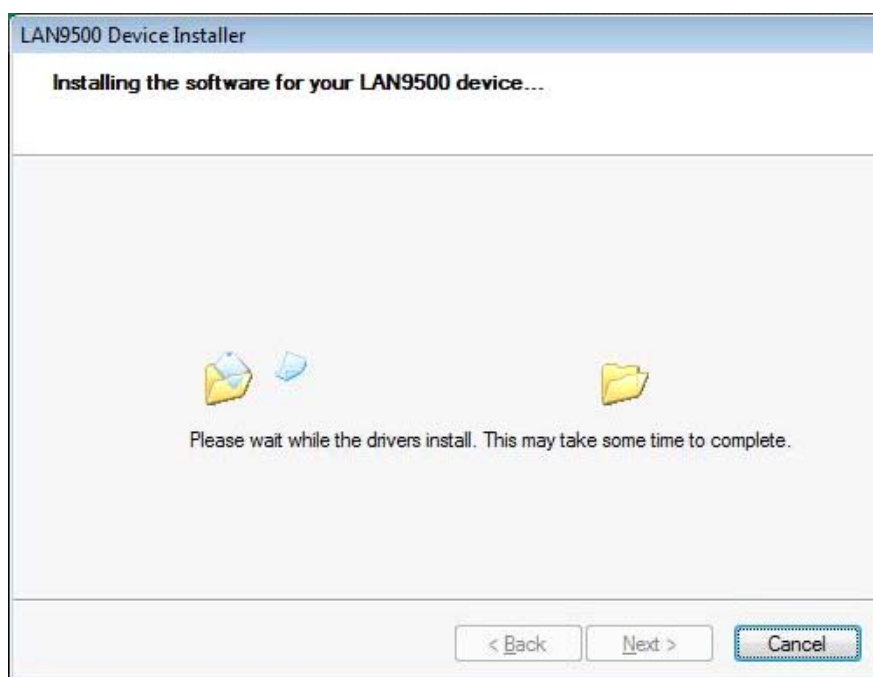 LAN9500 Device Installer
Installing the software for your LAN9500 device...
Please wait while the drivers install. This may take some time to complete.
< Back
Next >
Cancel